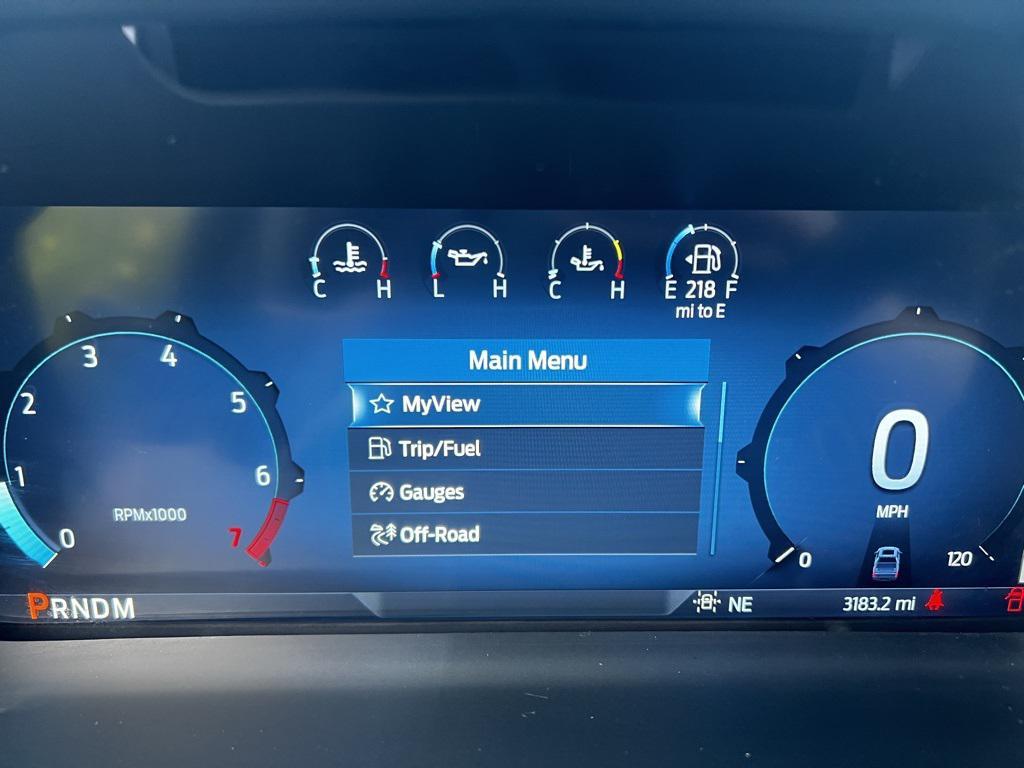 C H
L H
C H
E 218 F
mi to E
Main Menu
MyView
Trip/Fuel
Gauges
Off-Road
0
1
2
3
4
5
6
7
RPMx1000
0
MPH
0
120
PRNDM
NE
3183.2 mi